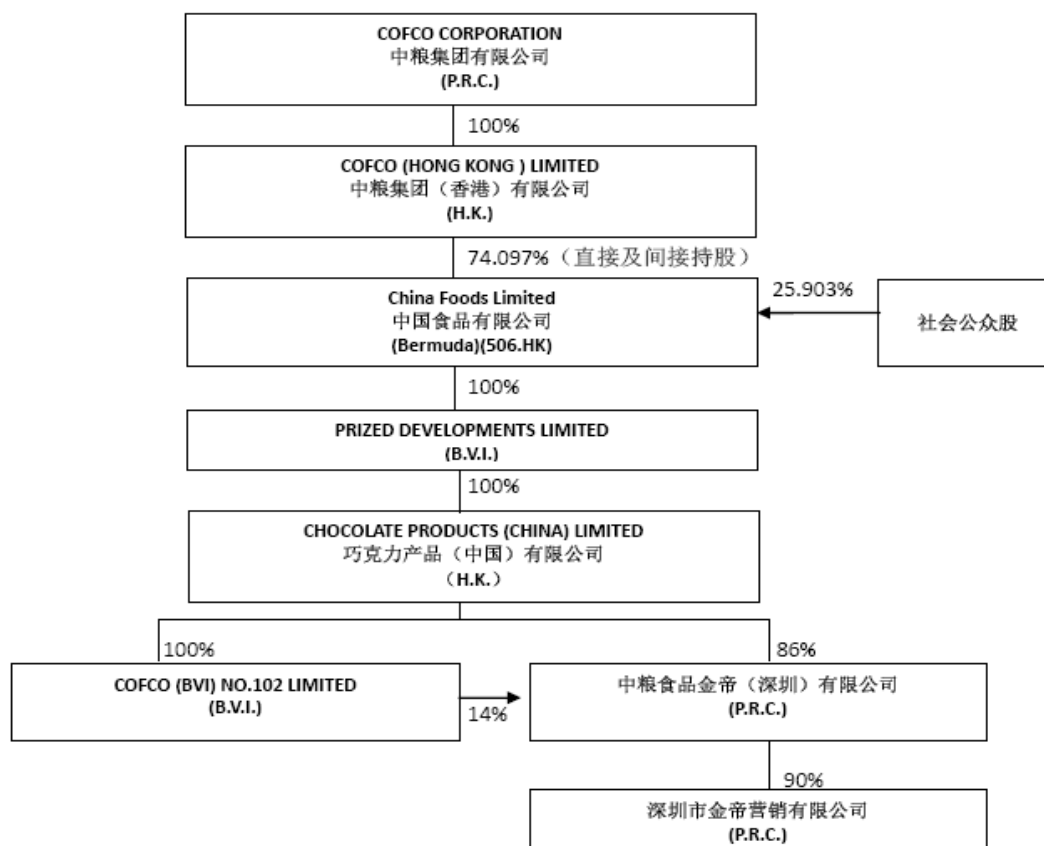 COFCO CORPORATION
中粮集团有限公司
(P.R.C.)
100%
COFCO (HONG KONG ) LIMITED
中粮集团（香港）有限公司
(H.K.)
74.097%（直接及间接持股）
China Foods Limited
中国食品有限公司
(Bermuda)(506.HK)
25.903%
社会公众股
100%
PRIZED DEVELOPMENTS LIMITED
(B.V.I.)
100%
CHOCOLATE PRODUCTS (CHINA) LIMITED
巧克力产品（中国）有限公司
（H.K.）
100%
86%
COFCO (BVI) NO.102 LIMITED
(B.V.I.)
14%
中粮食品金帝（深圳）有限公司
(P.R.C.)
90%
深圳市金帝营销有限公司
(P.R.C.)